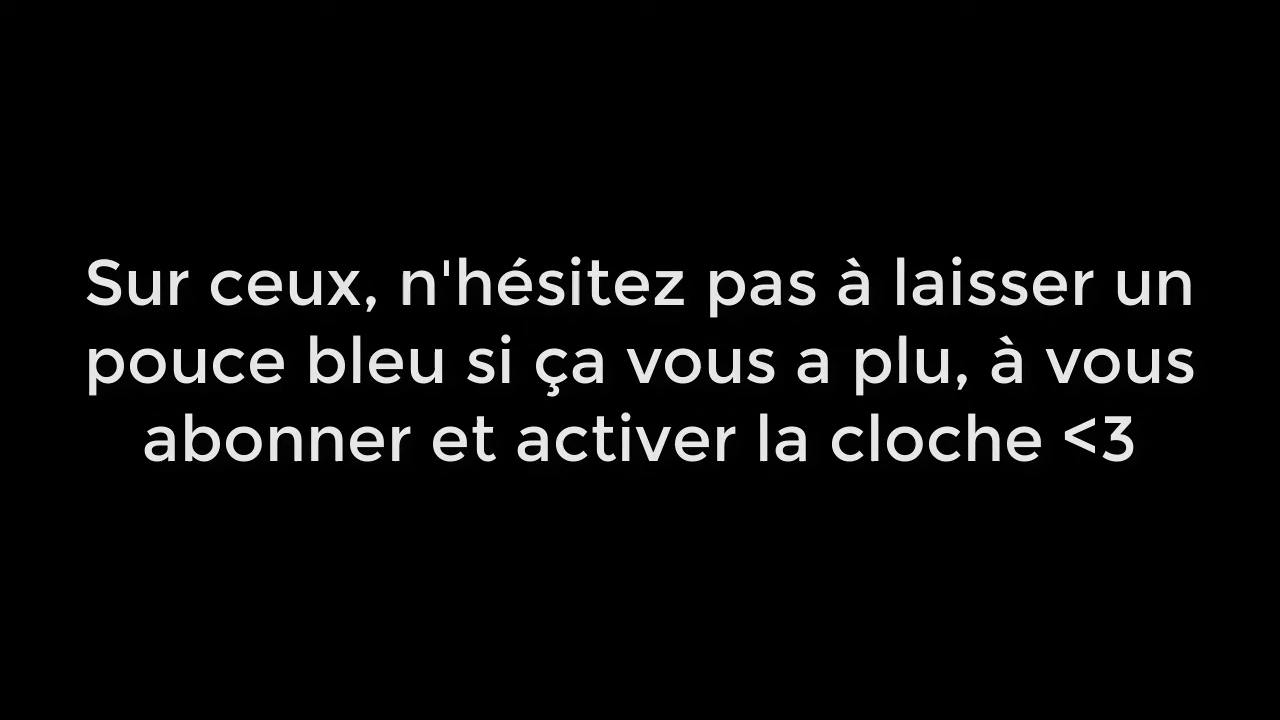 Sur ceux, n'hésitez pas à laisser un
pouce bleu si ça vous a plu, à vous
abonner et activer la cloche <3